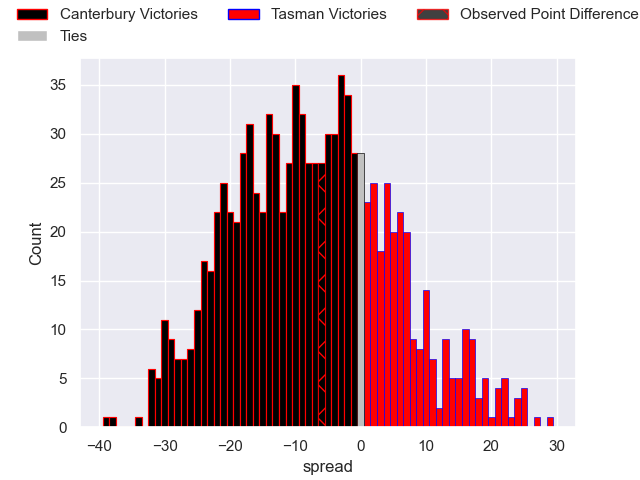 Canterbury Victories
Tasman Victories
Observed Point Difference
Ties
35
30
25
20
15
10
5
0
Count
−40 −30 −20 −10 0 10 20 30
spread